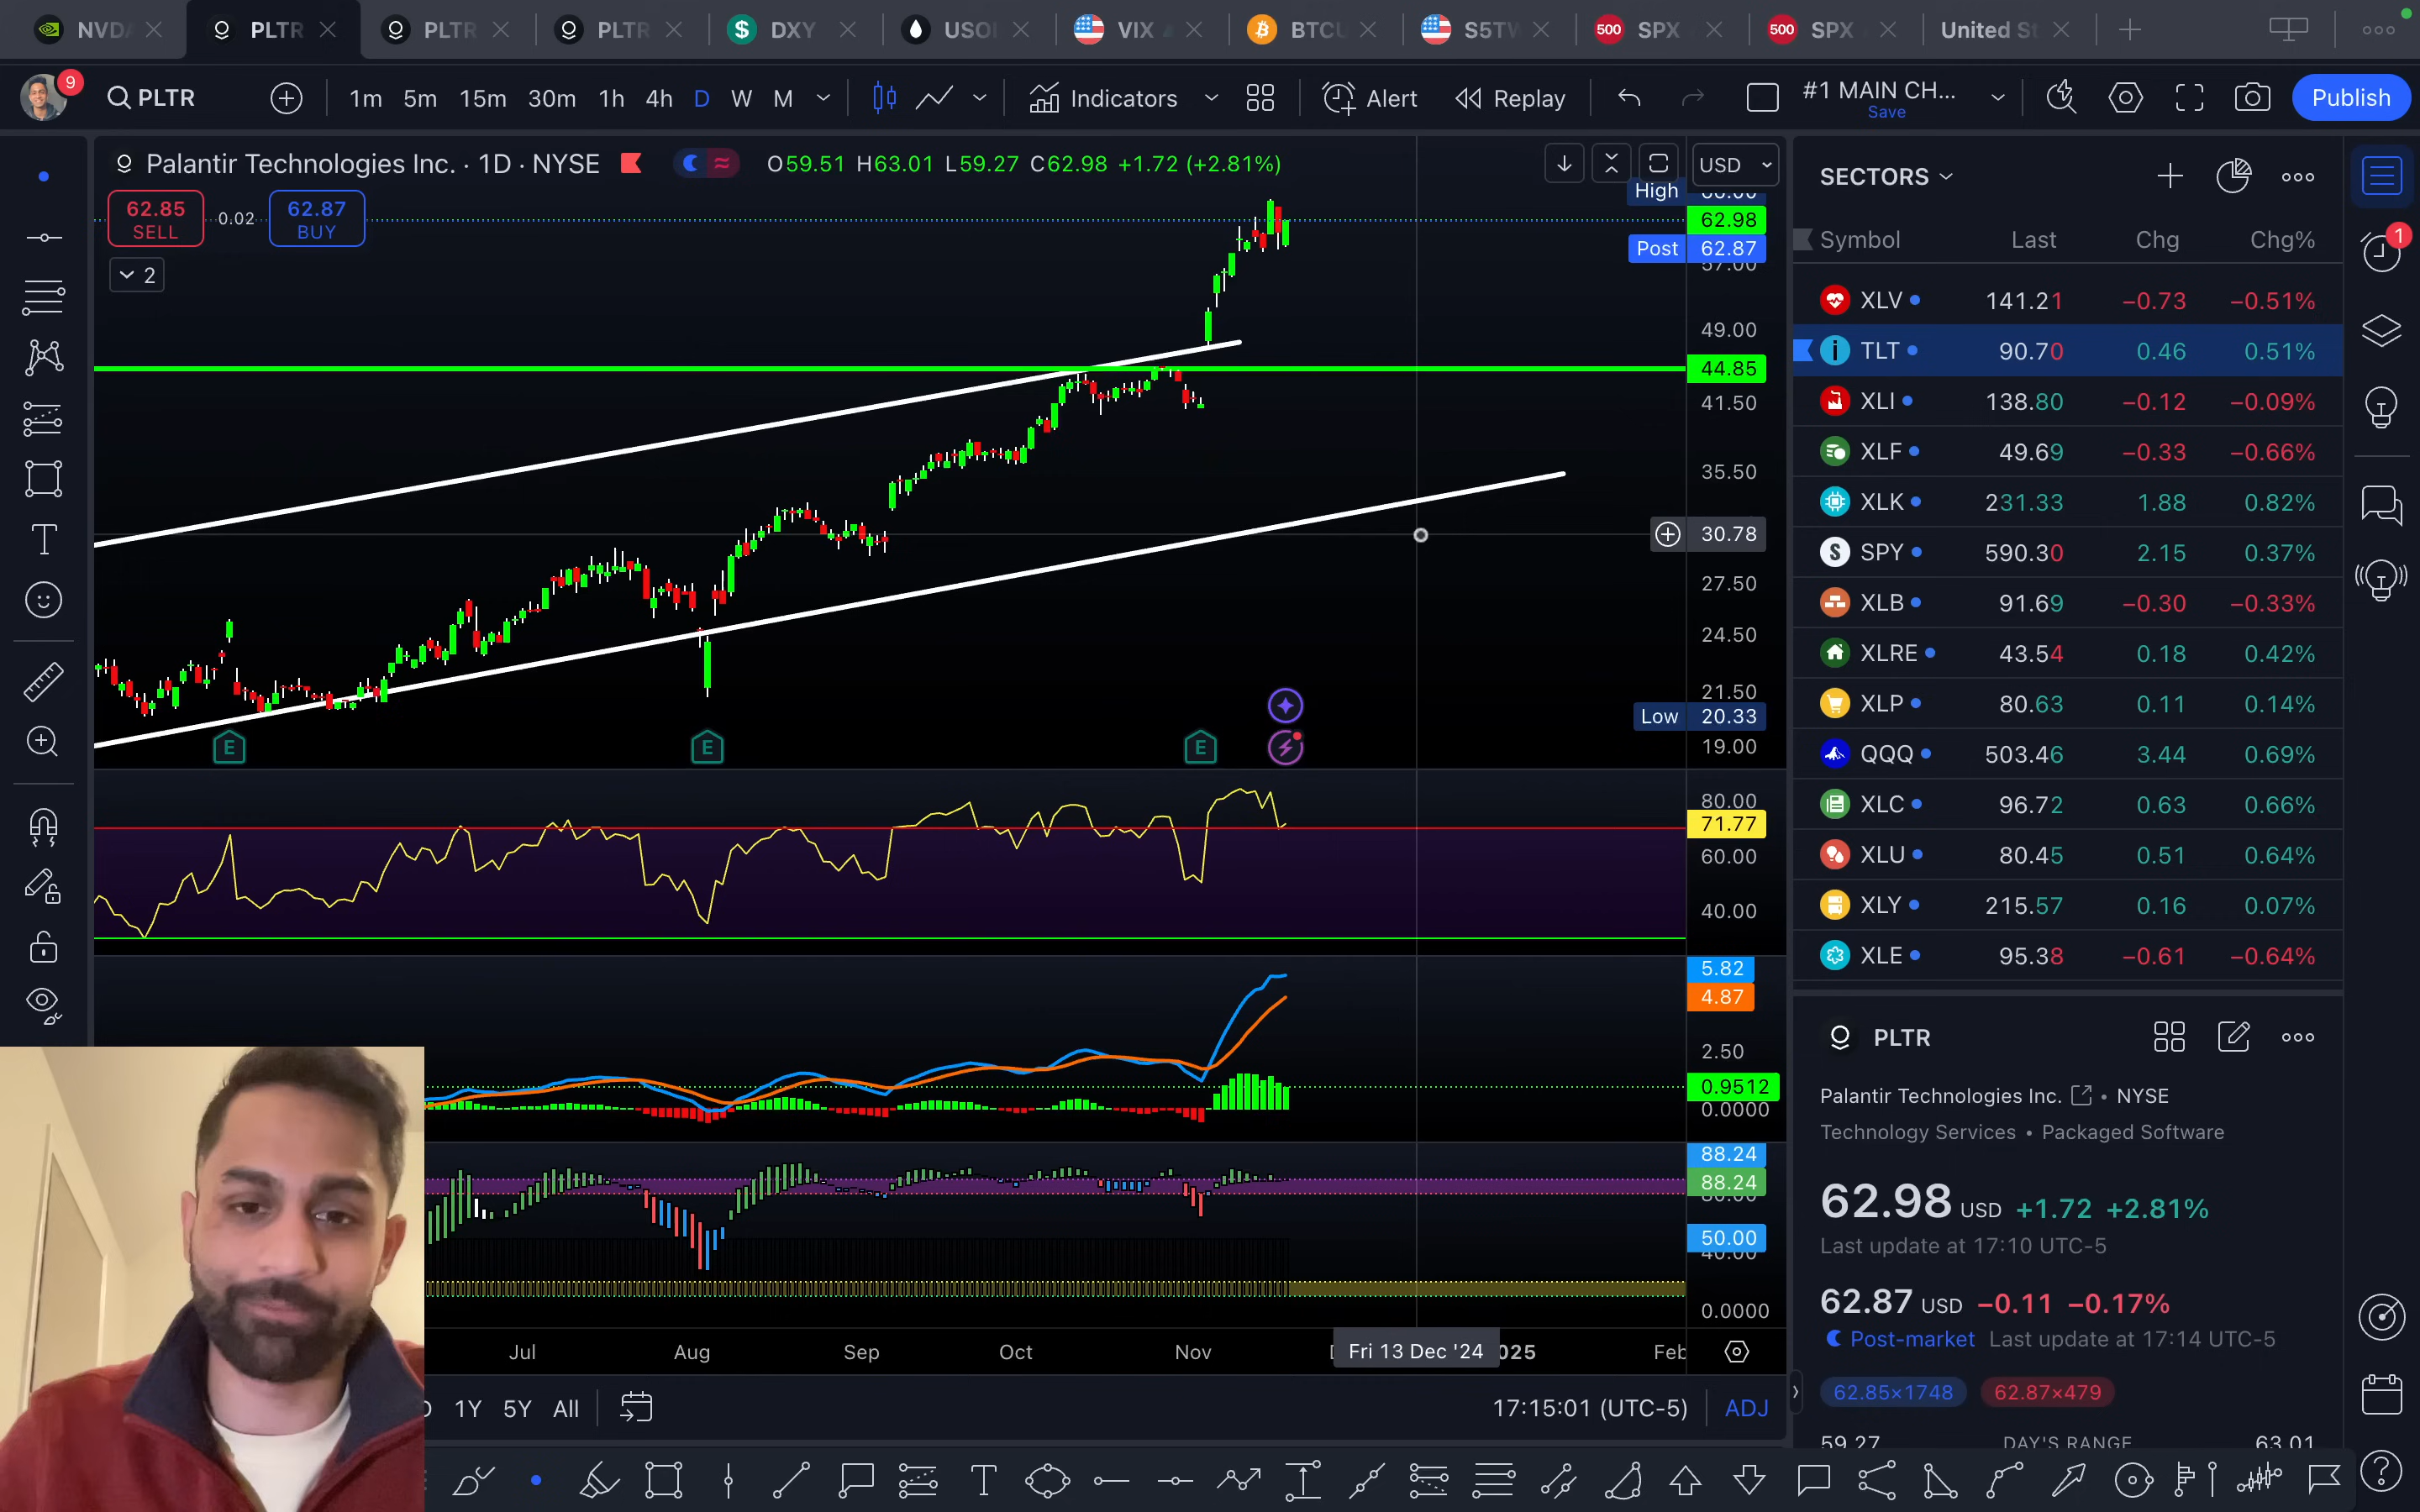 NVDA PLTR PLTR PLTR DXY USOI VIX BTCU S5TW SPX SPX United St
9 PLTR 1m 5m 15m 30m 1h 4h D W M Indicators Alert Replay #1 MAIN CH... Save Publish
Palantir Technologies Inc. · 1D · NYSE O59.51 H63.01 L59.27 C62.98 +1.72 (+2.81%) USD
62.85 SELL 0.02 62.87 BUY
2
High
62.98
Post 62.87
57.00
49.00
44.85
41.50
35.50
30.78
27.50
24.50
21.50
Low 20.33
19.00
E E E
80.00
71.77
60.00
40.00
5.82
4.87
2.50
0.9512
0.0000
88.24
88.24
50.00
40.00
0.0000
Jul Aug Sep Oct Nov Fri 13 Dec '24 025 Feb
1Y 5Y All 17:15:01 (UTC-5) ADJ
SECTORS
1
Symbol Last Chg Chg%
XLV 141.21 −0.73 −0.51%
TLT 90.70 0.46 0.51%
XLI 138.80 −0.12 −0.09%
XLF 49.69 −0.33 −0.66%
XLK 231.33 1.88 0.82%
SPY 590.30 2.15 0.37%
XLB 91.69 −0.30 −0.33%
XLRE 43.54 0.18 0.42%
XLP 80.63 0.11 0.14%
QQQ 503.46 3.44 0.69%
XLC 96.72 0.63 0.66%
XLU 80.45 0.51 0.64%
XLY 215.57 0.16 0.07%
XLE 95.38 −0.61 −0.64%
PLTR
Palantir Technologies Inc. • NYSE
Technology Services • Packaged Software
62.98 USD +1.72 +2.81%
Last update at 17:10 UTC-5
62.87 USD −0.11 −0.17%
Post-market Last update at 17:14 UTC-5
62.85×1748 62.87×479
59.27 DAY'S RANGE 63.01